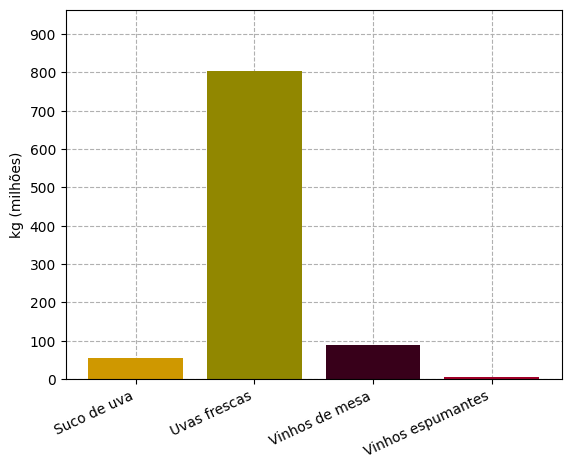 kg (milhões)
900
800
700
600
500
400
300
200
100
0
Suco de uva
Uvas frescas
Vinhos de mesa
Vinhos espumantes